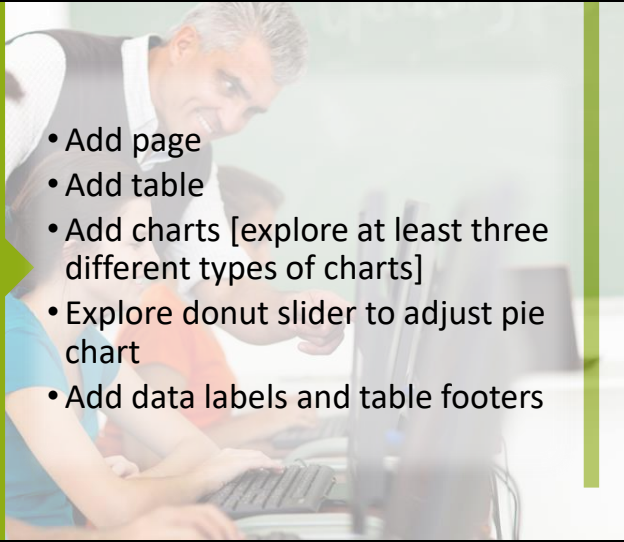 • Add page
• Add table
• Add charts [explore at least three
different types of charts]
• Explore donut slider to adjust pie
chart
• Add data labels and table footers